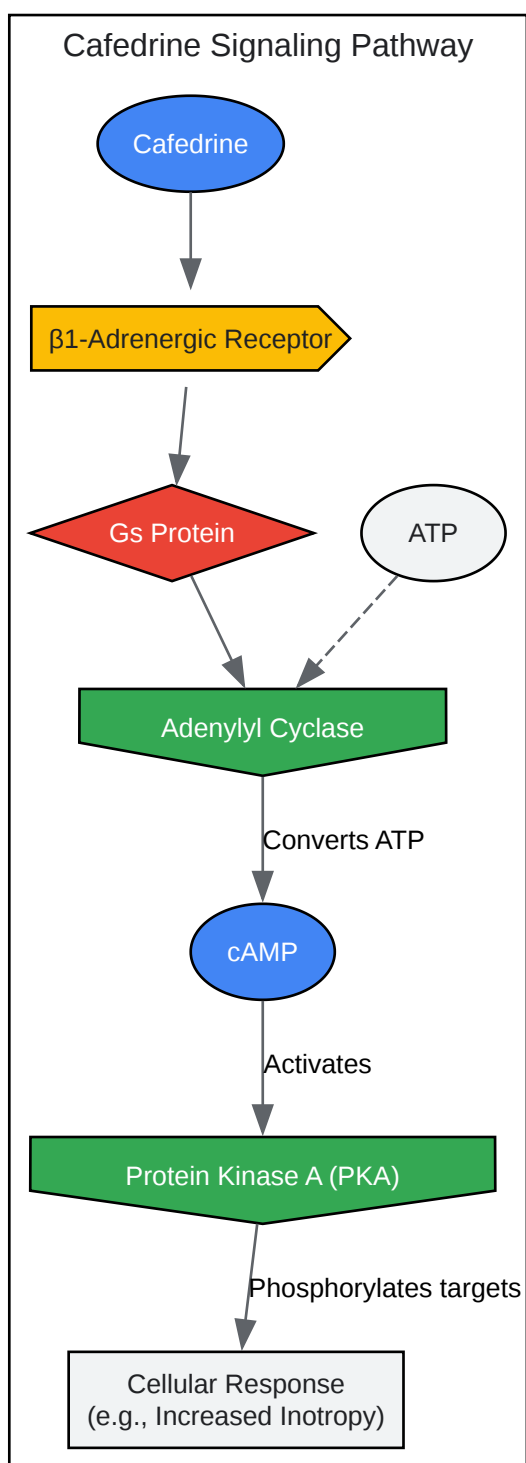 Cafedrine Signaling Pathway
Cafedrine
β1-Adrenergic Receptor
Gs Protein
ATP
Adenylyl Cyclase
Converts ATP
cAMP
Activates
Protein Kinase A (PKA)
Phosphorylates targets
Cellular Response
(e.g., Increased Inotropy)